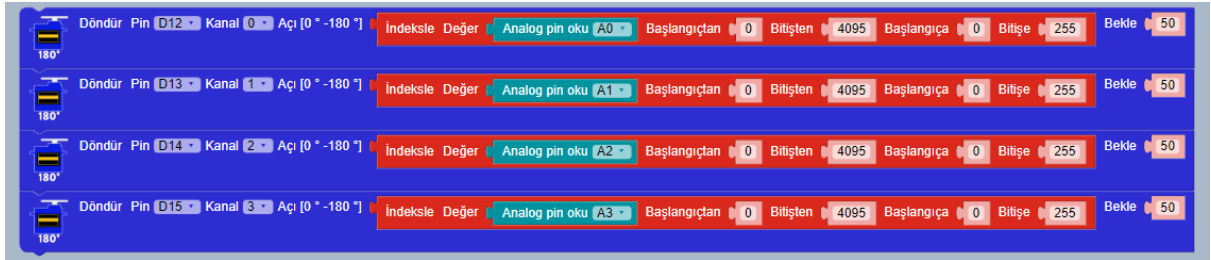 Döndür Pin D12 Kanal 0 Açı [0 ° -180 °] İndeksle Değer Analog pin oku A0 Başlangıçtan 0 Bitişten 4095 Başlangıça 0 Bitişe 255 Bekle 50
180°
Döndür Pin D13 Kanal 1 Açı [0 ° -180 °] İndeksle Değer Analog pin oku A1 Başlangıçtan 0 Bitişten 4095 Başlangıça 0 Bitişe 255 Bekle 50
180°
Döndür Pin D14 Kanal 2 Açı [0 ° -180 °] İndeksle Değer Analog pin oku A2 Başlangıçtan 0 Bitişten 4095 Başlangıça 0 Bitişe 255 Bekle 50
180°
Döndür Pin D15 Kanal 3 Açı [0 ° -180 °] İndeksle Değer Analog pin oku A3 Başlangıçtan 0 Bitişten 4095 Başlangıça 0 Bitişe 255 Bekle 50
180°